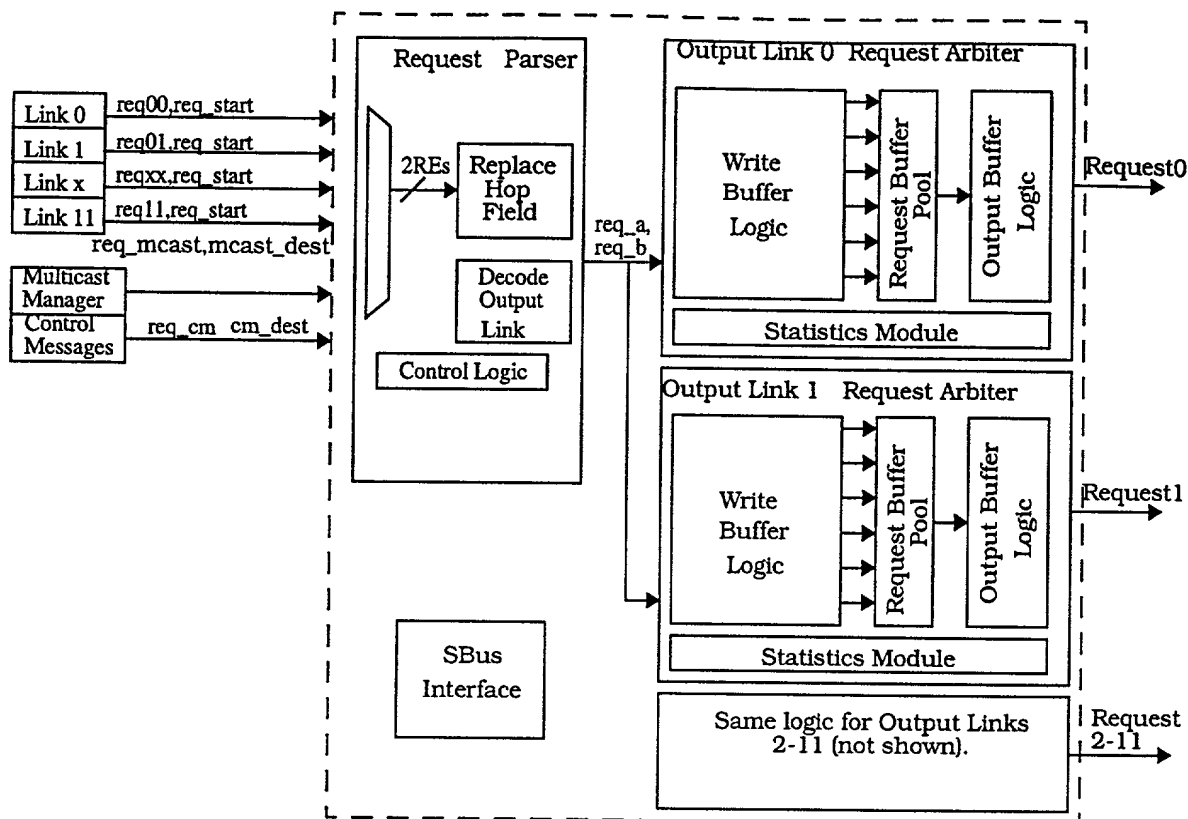 Request Parser
Link 0
Link 1
Link x
Link 11
req00,req_start
req01,req_start
reqxx,req_start
req11,req_start
req_mcast,mcast_dest
Multicast
Manager
Control
Messages
req_cm cm_dest
2REs
Replace
Hop
Field
Decode
Output
Link
Control Logic
req_a,
req_b
SBus
Interface
Output Link 0 Request Arbiter
Write
Buffer
Logic
Request Buffer
Pool
Output Buffer
Logic
Statistics Module
Request0
Output Link 1 Request Arbiter
Write
Buffer
Logic
Request Buffer
Pool
Output Buffer
Logic
Statistics Module
Request1
Same logic for Output Links
2-11 (not shown).
Request
2-11